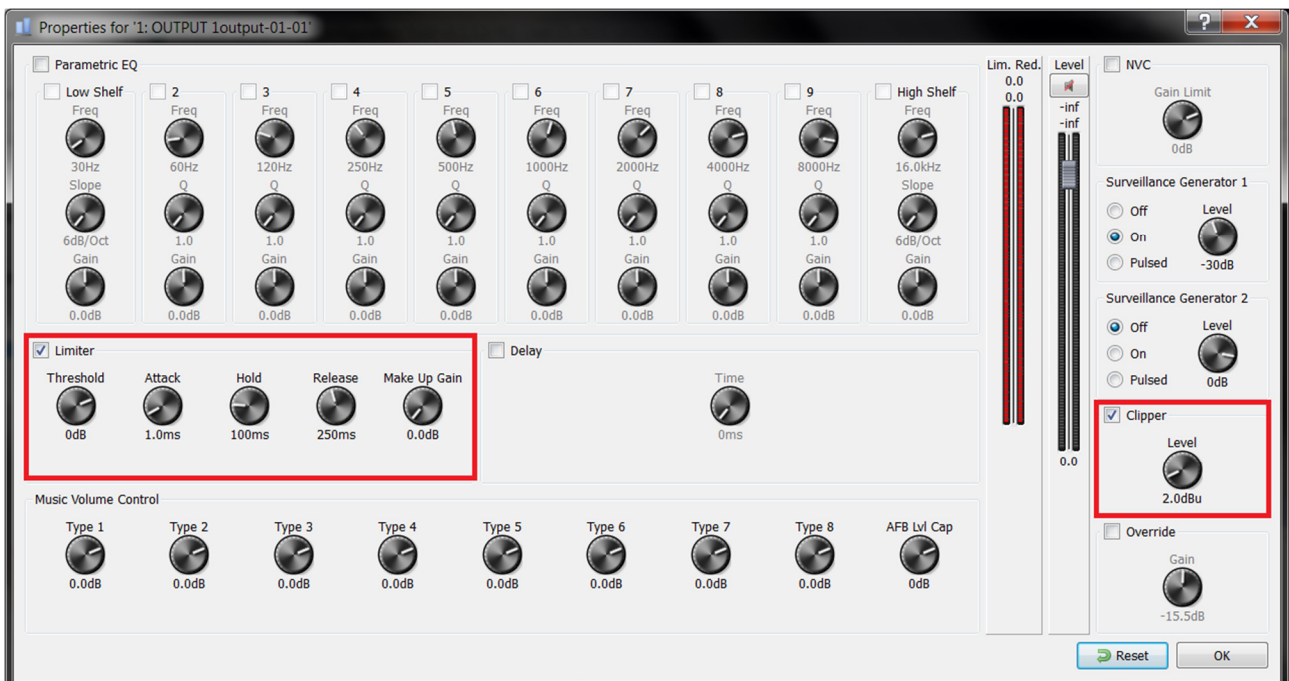 Properties for '1: OUTPUT 1output-01-01'
? X
Parametric EQ
Low Shelf 2 3 4 5 6 7 8 9 High Shelf
Freq Freq Freq Freq Freq Freq Freq Freq Freq Freq
30Hz 60Hz 120Hz 250Hz 500Hz 1000Hz 2000Hz 4000Hz 8000Hz 16.0kHz
Slope Q Q Q Q Q Q Q Q Slope
6dB/Oct 1.0 1.0 1.0 1.0 1.0 1.0 1.0 1.0 6dB/Oct
Gain Gain Gain Gain Gain Gain Gain Gain Gain Gain
0.0dB 0.0dB 0.0dB 0.0dB 0.0dB 0.0dB 0.0dB 0.0dB 0.0dB 0.0dB
Limiter
Threshold Attack Hold Release Make Up Gain
0dB 1.0ms 100ms 250ms 0.0dB
Delay
Time
0ms
Music Volume Control
Type 1 Type 2 Type 3 Type 4 Type 5 Type 6 Type 7 Type 8 AFB Lvl Cap
0.0dB 0.0dB 0.0dB 0.0dB 0.0dB 0.0dB 0.0dB 0.0dB 0dB
Lim. Red.
0.0
0.0
Level
-inf
-inf
0.0
NVC
Gain Limit
0dB
Surveillance Generator 1
Off Level
On
Pulsed -30dB
Surveillance Generator 2
Off Level
On
Pulsed 0dB
Clipper
Level
2.0dBu
Override
Gain
-15.5dB
Reset OK